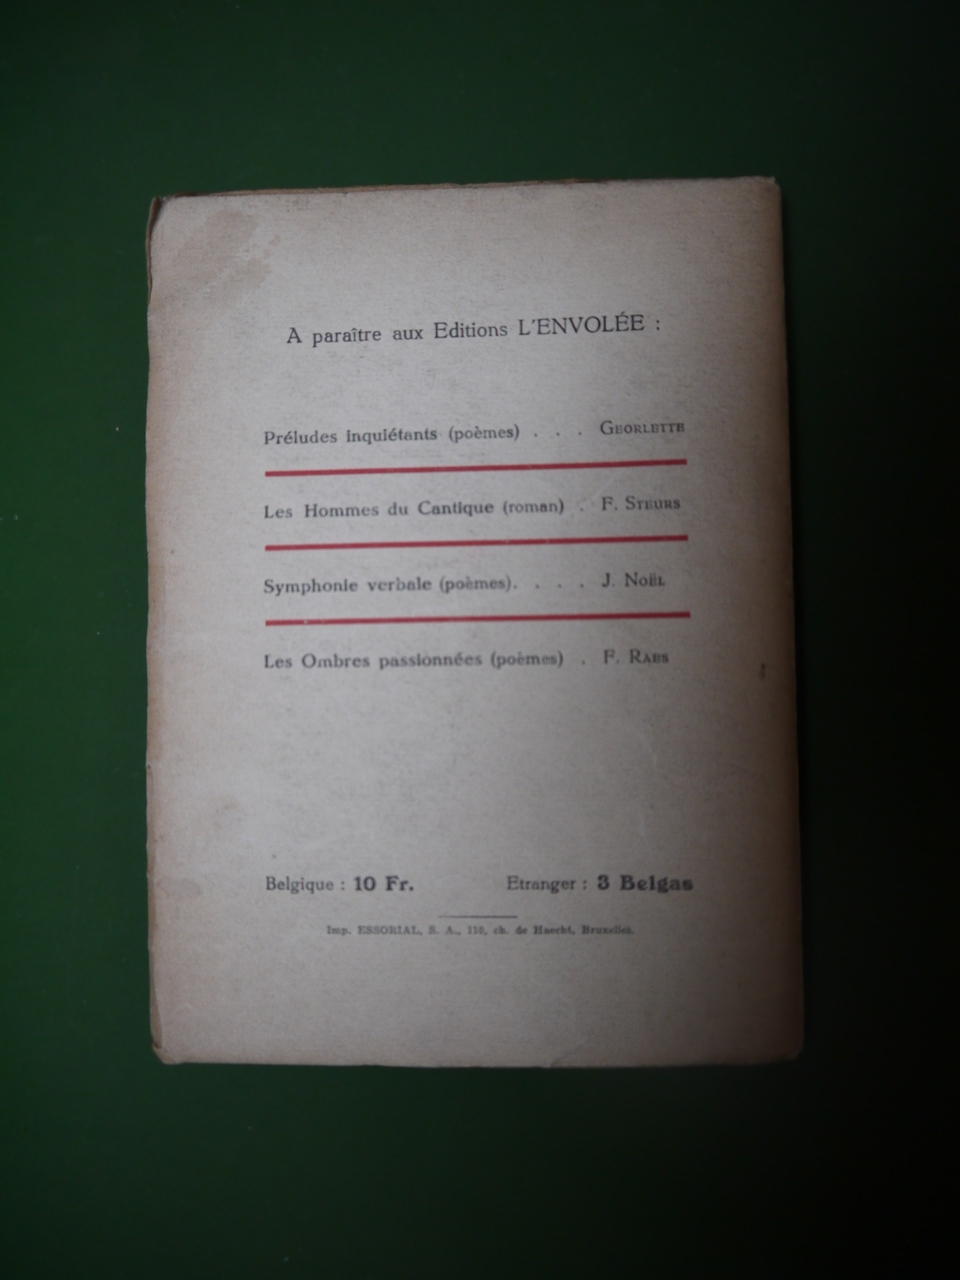 A paraître aux Editions L'ENVOLÉE :
Préludes inquiétants (poèmes) . . . GEORLETTE
Les Hommes du Cantique (roman) . F. STEURS
Symphonie verbale (poèmes). . . . J. NOËL
Les Ombres passionnées (poèmes) . F. RAES
Belgique : 10 Fr. Etranger : 3 Belgas
Imp. ESSORIAL, S. A., 110, ch. de Haecht, Bruxelles.